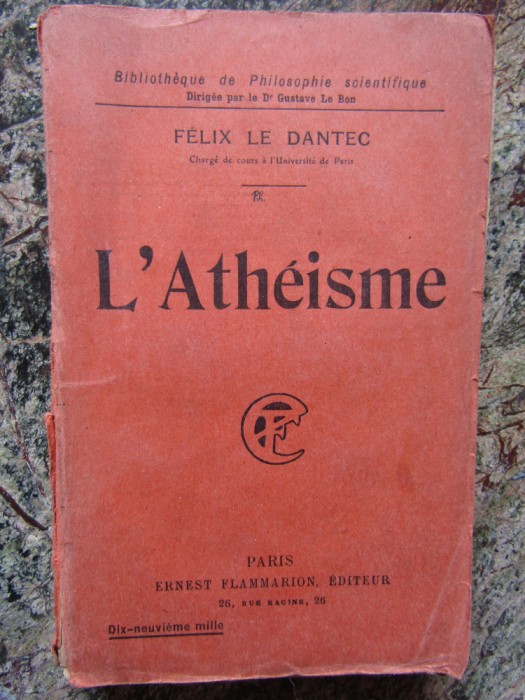 Bibliothèque de Philosophie scientifique
Dirigée par le Dr Gustave Le Bon
FÉLIX LE DANTEC
Chargé de cours à l'Université de Paris
L'Athéisme
PARIS
ERNEST FLAMMARION, ÉDITEUR
26, RUE RACINE, 26
Dix-neuvième mille